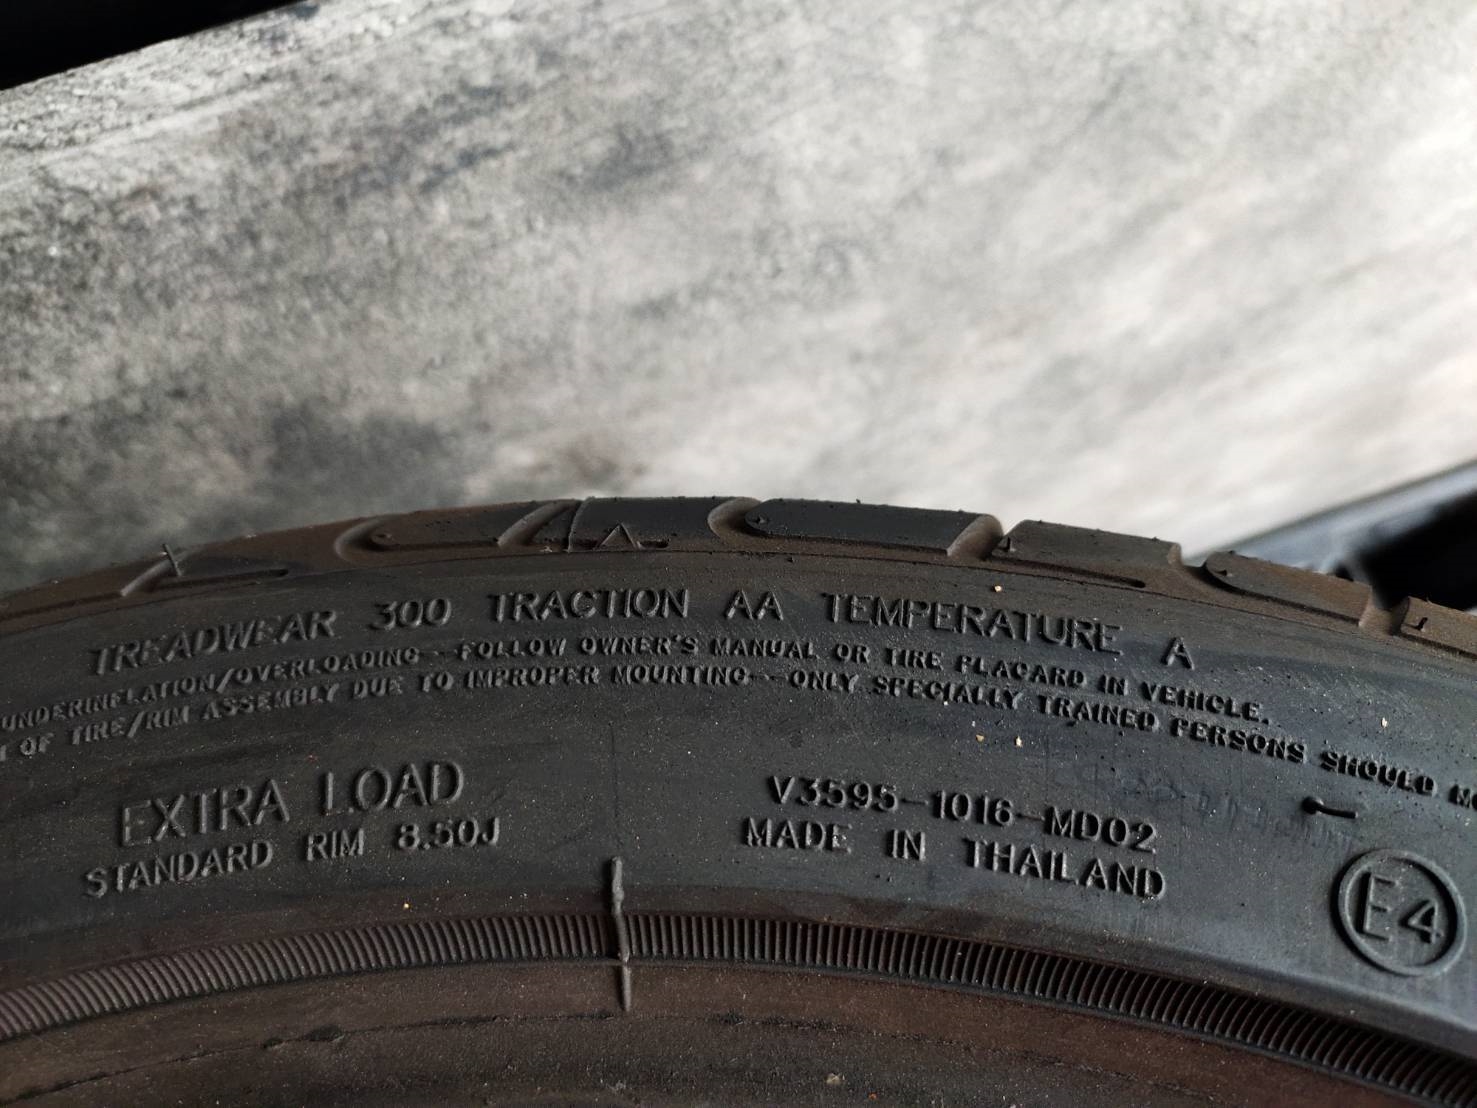 TREADWEAR 300 TRACTION AA TEMPERATURE A
UNDERINFLATION/OVERLOADING--FOLLOW OWNER'S MANUAL OR TIRE PLACARD IN VEHICLE.
OF TIRE/RIM ASSEMBLY DUE TO IMPROPER MOUNTING--ONLY SPECIALLY TRAINED PERSONS SHOULD
EXTRA LOAD
STANDARD RIM 8.50J
V3595-1016-MD02
MADE IN THAILAND
E4